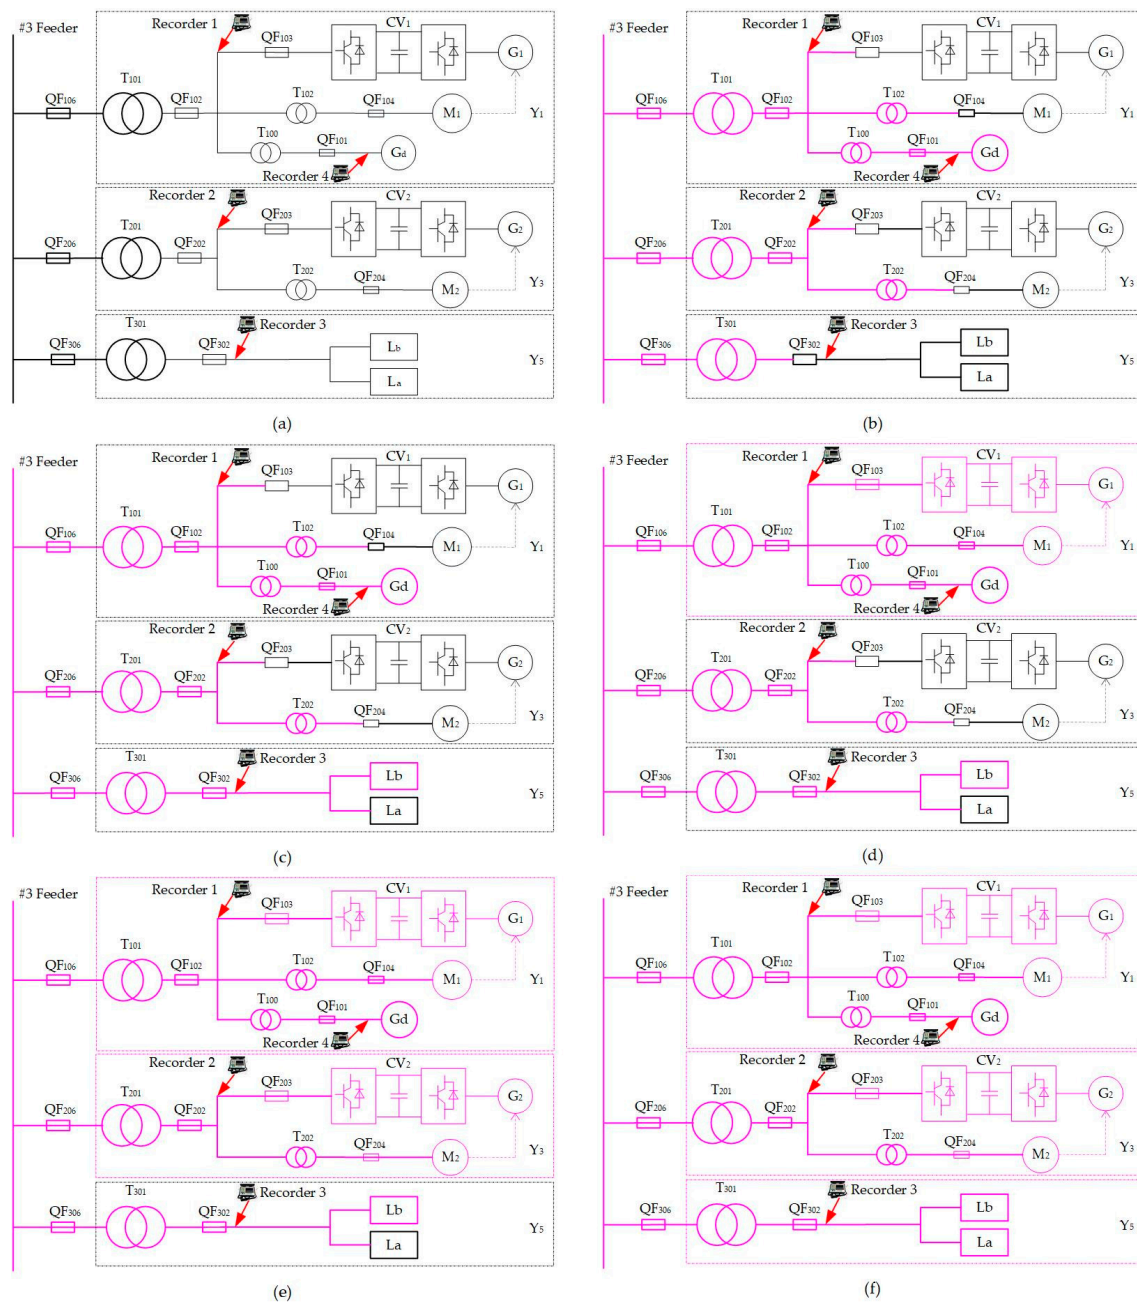 #3 Feeder
Recorder 1
QF103
CV1
G1
T101
QF106
QF102
T102
QF104
M1
Y1
T100
QF101
Gd
Recorder 4
Recorder 2
QF203
CV2
G2
T201
QF206
QF202
T202
QF204
M2
Y3
T301
Recorder 3
QF306
QF302
Lb
La
Y5
(a)
#3 Feeder
Recorder 1
QF103
CV1
G1
T101
QF106
QF102
T102
QF104
M1
Y1
T100
QF101
Gd
Recorder 4
Recorder 2
QF203
CV2
G2
T201
QF206
QF202
T202
QF204
M2
Y3
T301
Recorder 3
QF306
QF302
Lb
La
Y5
(b)
#3 Feeder
Recorder 1
QF103
CV1
G1
T101
QF106
QF102
T102
QF104
M1
Y1
T100
QF101
Gd
Recorder 4
Recorder 2
QF203
CV2
G2
T201
QF206
QF202
T202
QF204
M2
Y3
T301
Recorder 3
QF306
QF302
Lb
La
Y5
(c)
#3 Feeder
Recorder 1
QF103
CV1
G1
T101
QF106
QF102
T102
QF104
M1
Y1
T100
QF101
Gd
Recorder 4
Recorder 2
QF203
CV2
G2
T201
QF206
QF202
T202
QF204
M2
Y3
T301
Recorder 3
QF306
QF302
Lb
La
Y5
(d)
#3 Feeder
Recorder 1
QF103
CV1
G1
T101
QF106
QF102
T102
QF104
M1
Y1
T100
QF101
Gd
Recorder 4
Recorder 2
QF203
CV2
G2
T201
QF206
QF202
T202
QF204
M2
Y3
T301
Recorder 3
QF306
QF302
Lb
La
Y5
(e)
#3 Feeder
Recorder 1
QF103
CV1
G1
T101
QF106
QF102
T102
QF104
M1
Y1
T100
QF101
Gd
Recorder 4
Recorder 2
QF203
CV2
G2
T201
QF206
QF202
T202
QF204
M2
Y3
T301
Recorder 3
QF306
QF302
Lb
La
Y5
(f)